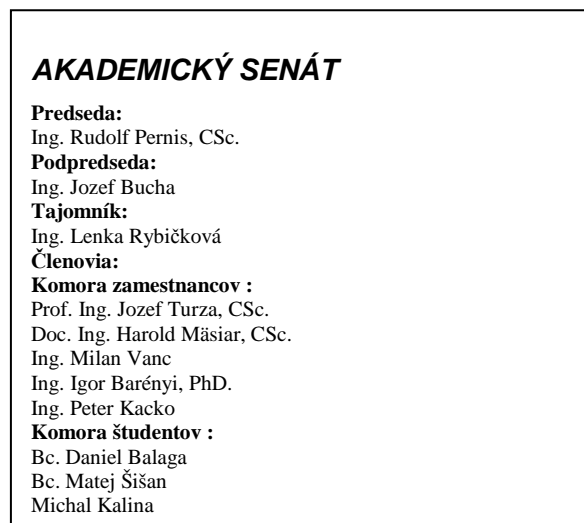 AKADEMICKÝ SENÁT
Predseda:
Ing. Rudolf Pernis, CSc.
Podpredseda:
Ing. Jozef Bucha
Tajomník:
Ing. Lenka Rybičková
Členovia:
Komora zamestnancov :
Prof. Ing. Jozef Turza, CSc.
Doc. Ing. Harold Mäsiar, CSc.
Ing. Milan Vanc
Ing. Igor Barényi, PhD.
Ing. Peter Kacko
Komora študentov :
Bc. Daniel Balaga
Bc. Matej Šišan
Michal Kalina